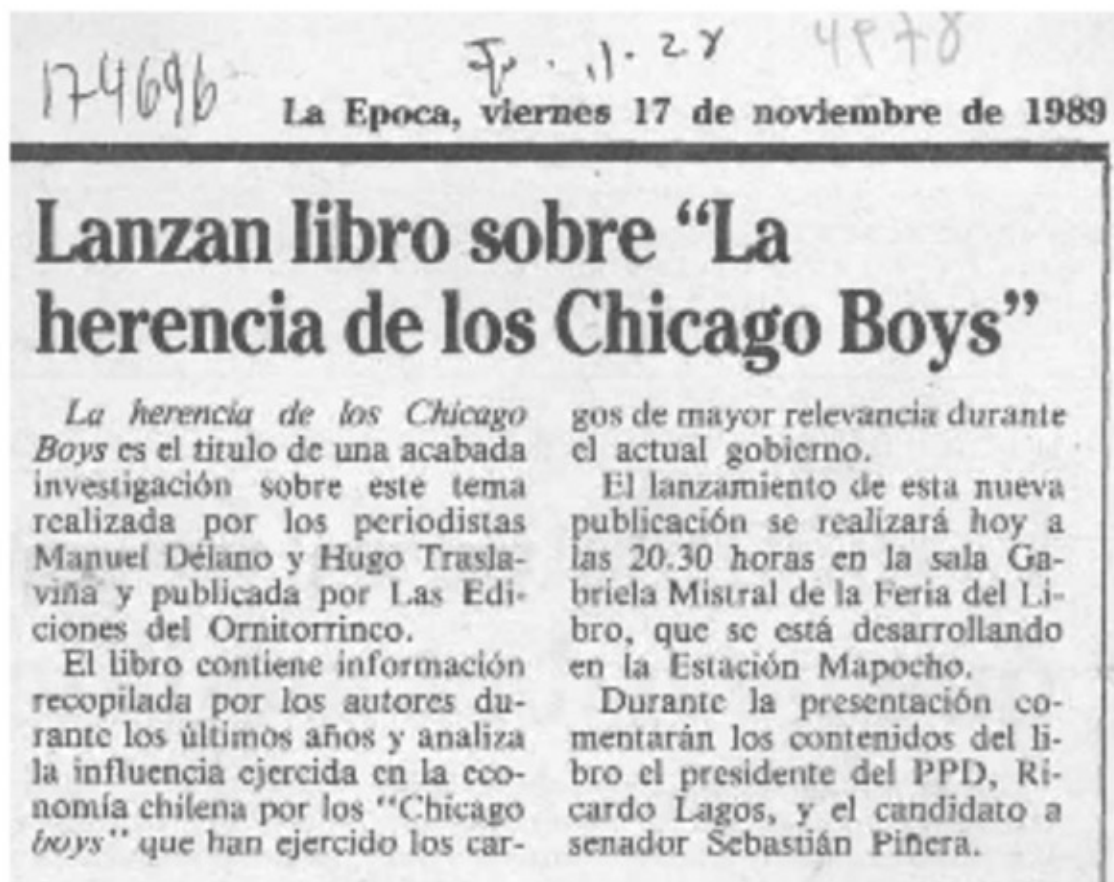 174696
4978
La Epoca, viernes 17 de noviembre de 1989
Lanzan libro sobre “La
herencia de los Chicago Boys”
La herencia de los Chicago
Boys es el título de una acabada
investigación sobre este tema
realizada por los periodistas
Manuel Délano y Hugo Trasla-
viña y publicada por Las Edi-
ciones del Ornitorrinco.
El libro contiene información
recopilada por los autores du-
rante los últimos años y analiza
la influencia ejercida en la eco-
nomía chilena por los “Chicago
boys” que han ejercido los car-
gos de mayor relevancia durante
el actual gobierno.
El lanzamiento de esta nueva
publicación se realizará hoy a
las 20.30 horas en la sala Ga-
briela Mistral de la Feria del Li-
bro, que se está desarrollando
en la Estación Mapocho.
Durante la presentación co-
mentarán los contenidos del li-
bro el presidente del PPD, Ri-
cardo Lagos, y el candidato a
senador Sebastián Piñera.